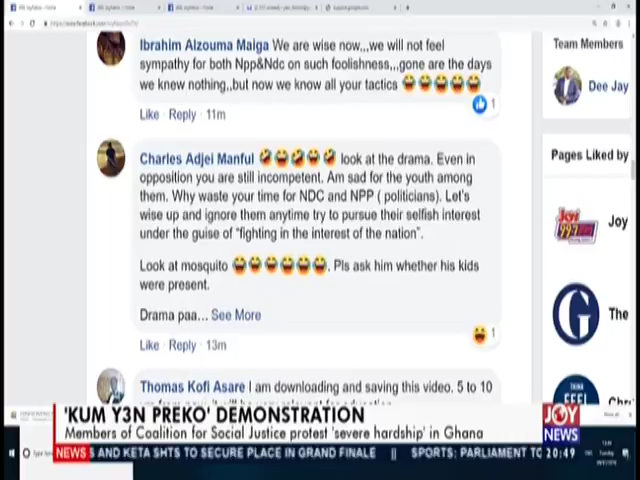 Ibrahim Alzouma Maiga We are wise now,,,we will not feel
sympathy for both Npp&Ndc on such foolishness,,,gone are the days
we knew nothing,,but now we know all your tactics 😂😂😂😂😂
1
Like · Reply · 11m
Charles Adjei Manful 🤣😂🤣😂🤣 look at the drama. Even in
opposition you are still incompetent. Am sad for the youth among
them. Why waste your time for NDC and NPP ( politicians). Let's
wise up and ignore them anytime try to pursue their selfish interest
under the guise of "fighting in the interest of the nation".
Look at mosquito 😂😂😂😂😂😂. Pls ask him whether his kids
were present.
Drama paa... See More
1
Like · Reply · 13m
Thomas Kofi Asare I am downloading and saving this video. 5 to 10
Team Members
Dee Jay
Pages Liked by
Joy
99.7 FM
Joy
G
The
THINK
FEEL
'KUM Y3N PREKO' DEMONSTRATION
Members of Coalition for Social Justice protest 'severe hardship' in Ghana
JOY
NEWS
NEWS S AND KETA SHTS TO SECURE PLACE IN GRAND FINALE || SPORTS: PARLIAMENT TO 20:49